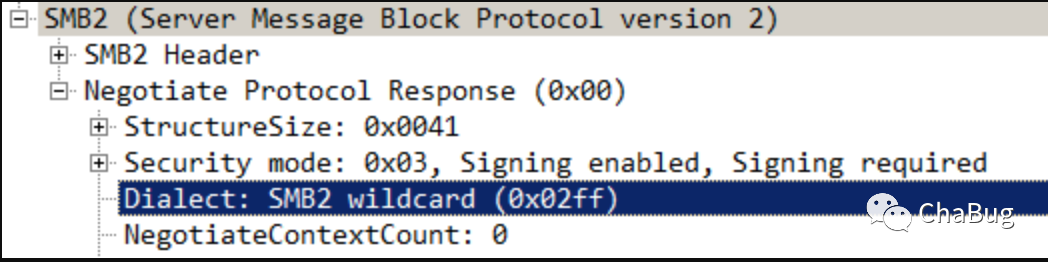 SMB2 (Server Message Block Protocol version 2)
SMB2 Header
Negotiate Protocol Response (0x00)
StructureSize: 0x0041
Security mode: 0x03, Signing enabled, Signing required
Dialect: SMB2 wildcard (0x02ff)
ChaBug
NegotiateContextCount: 0